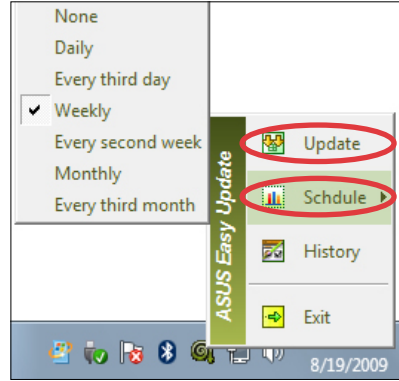 None
Daily
Every third day
Weekly
Every second week
Monthly
Every third month
ASUS Easy Update
Update
Schdule
History
Exit
8/19/2009